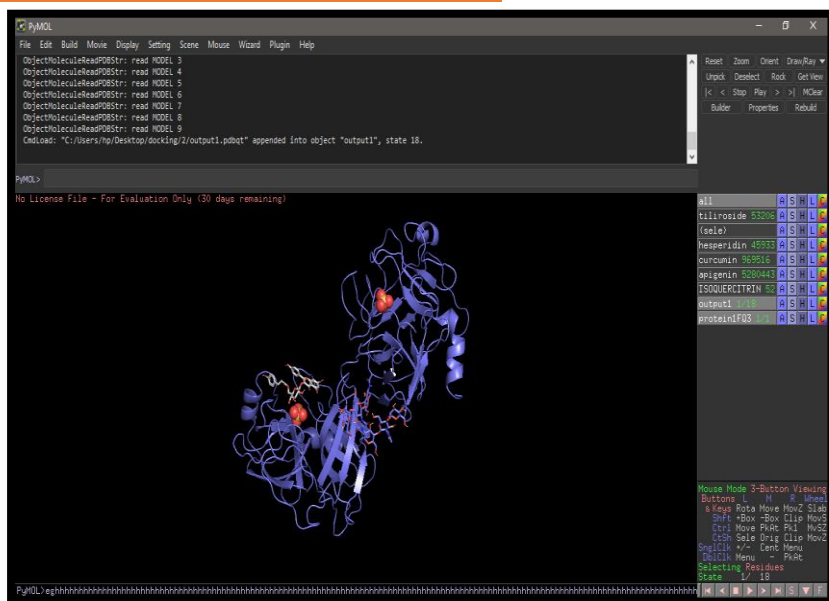 PyMOL
File Edit Build Movie Display Setting Scene Mouse Wizard Plugin Help
ObjectMoleculeReadPDBStr: read MODEL 3
ObjectMoleculeReadPDBStr: read MODEL 4
ObjectMoleculeReadPDBStr: read MODEL 5
ObjectMoleculeReadPDBStr: read MODEL 6
ObjectMoleculeReadPDBStr: read MODEL 7
ObjectMoleculeReadPDBStr: read MODEL 8
ObjectMoleculeReadPDBStr: read MODEL 9
CmdLoad: "C:/Users/hp/Desktop/docking/2/output1.pdbqt" appended into object "output1", state 18.
Reset Zoom Orient Draw/Ray
Unpick Deselect Rock Get View
|< < Stop Play > >| MClear
Builder Properties Rebuild
PyMOL>
No License File - For Evaluation Only (30 days remaining)
all A S H L C
tiliroside 53206 A S H L C
(sele) A S H L C
hesperidin 45933 A S H L C
curcumin 969516 A S H L C
apigenin 5280443 A S H L C
ISOQUERCITRIN 52 A S H L C
output1 1/18 A S H L C
protein1FQ3 1/1 A S H L C
Mouse Mode 3-Button Viewing
Buttons L M R Wheel
& Keys Rota Move MovZ Slab
Shft +Box -Box Clip MovS
Ctrl Move PkAt Pk1 MvSZ
CtSh Sele Orig Clip MovZ
SnglClk +/- Cent Menu
DblClk Menu - PkAt
Selecting Residues
State 1/ 18
S F